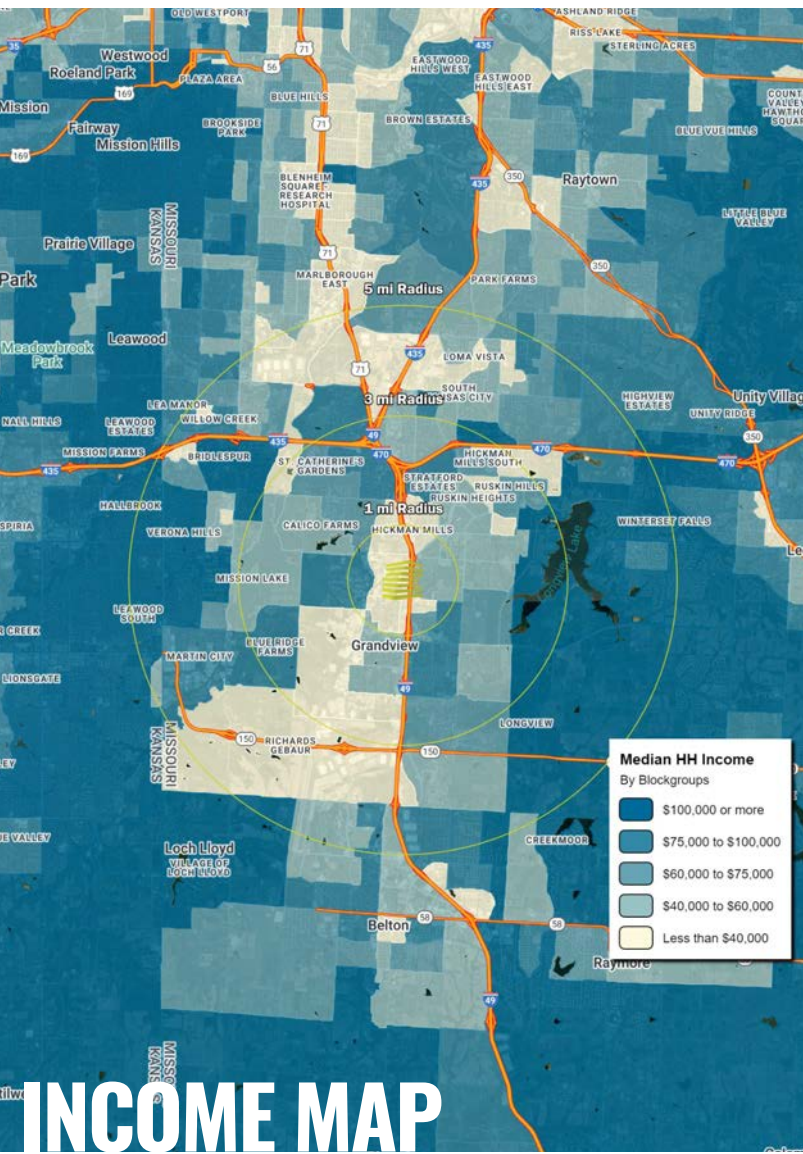 OLD WESTPORT
ASHLAND RIDGE
RISS LAKE
STERLING ACRES
35
71
435
Westwood
Roeland Park
56
PLAZA AREA
EASTWOOD
HILLS WEST
EASTWOOD
HILLS EAST
169
BLUE HILLS
Mission
Fairway
Mission Hills
BROOKSIDE
PARK
71
BROWN ESTATES
BLUE VUE HILLS
169
BLENHEIM
SQUARE -
RESEARCH
HOSPITAL
435
350
Raytown
MISSOURI
KANSAS
LITTLE BLUE
VALLEY
Prairie Village
71
350
Park
MARLBOROUGH
EAST
5 mi Radius
PARK FARMS
Leawood
Meadowbrook
Park
435
LOMA VISTA
71
SOUTH
3 mi Radius
HIGHVIEW
ESTATES
UNITY RIDGE
LEA MANOR
WILLOW CREEK
NALL HILLS
LEAWOOD
ESTATES
49
350
MISSION FARMS
435
470
470
470
435
BRIDLESPUR
ST. CATHERINE'S
GARDENS
HICKMAN
MILLS SOUTH
STRATFORD
ESTATES
RUSKIN HILLS
RUSKIN HEIGHTS
HALLBROOK
1 mi Radius
CALICO FARMS
HICKMAN MILLS
VERONA HILLS
WINTERSET FALLS
Lake
MISSION LAKE
LEAWOOD
SOUTH
BLUE RIDGE
FARMS
Grandview
MARTIN CITY
LIONSGATE
49
LONGVIEW
MISSOURI
KANSAS
150
RICHARDS
GEBAUR
150
Median HH Income
By Blockgroups
$100,000 or more
$75,000 to $100,000
$60,000 to $75,000
$40,000 to $60,000
Less than $40,000
CREEKMOOR
Loch Lloyd
VILLAGE OF
LOCH LLOYD
Belton
58
58
Raymore
49
INCOME MAP